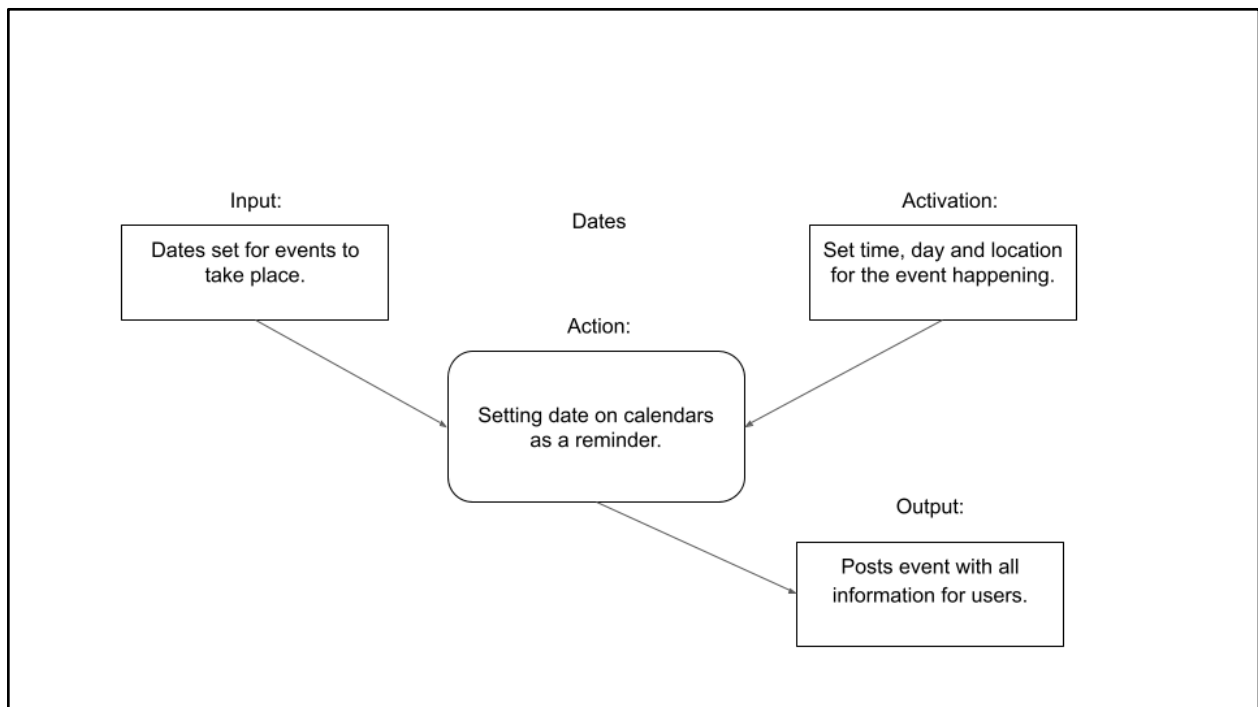 Input:
Dates set for events to
take place.
Dates
Activation:
Set time, day and location
for the event happening.
Action:
Setting date on calendars
as a reminder.
Output:
Posts event with all
information for users.